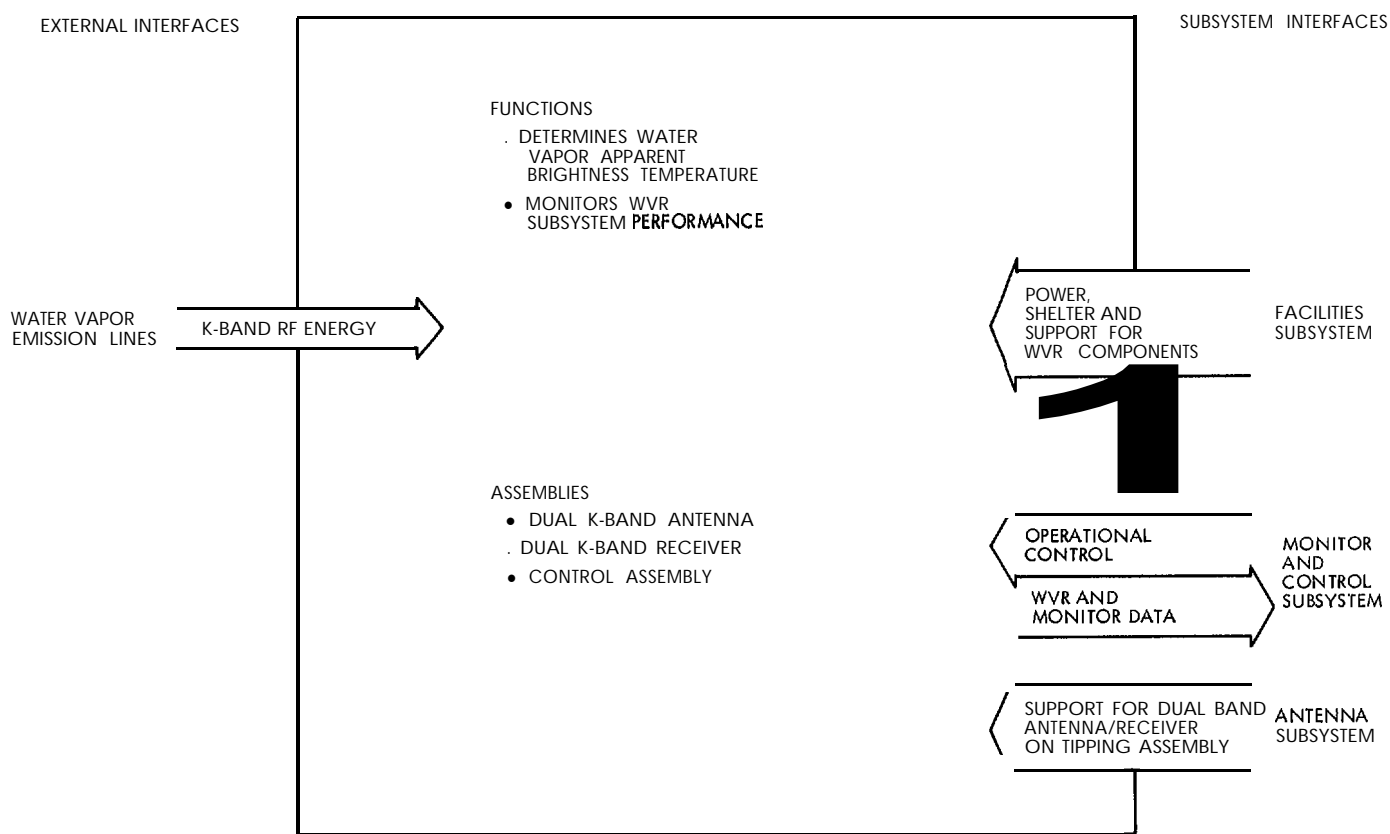 EXTERNAL INTERFACES
SUBSYSTEM INTERFACES
FUNCTIONS
. DETERMINES WATER
VAPOR APPARENT
BRIGHTNESS TEMPERATURE
• MONITORS WVR
SUBSYSTEM PERFORMANCE
WATER VAPOR
EMISSION LINES
K-BAND RF ENERGY
POWER,
SHELTER AND
SUPPORT FOR
WVR COMPONENTS
FACILITIES
SUBSYSTEM
1
ASSEMBLIES
• DUAL K-BAND ANTENNA
. DUAL K-BAND RECEIVER
• CONTROL ASSEMBLY
OPERATIONAL
CONTROL
WVR AND
MONITOR DATA
MONITOR
AND
CONTROL
SUBSYSTEM
SUPPORT FOR DUAL BAND
ANTENNA/RECEIVER
ON TIPPING ASSEMBLY
ANTENNA
SUBSYSTEM